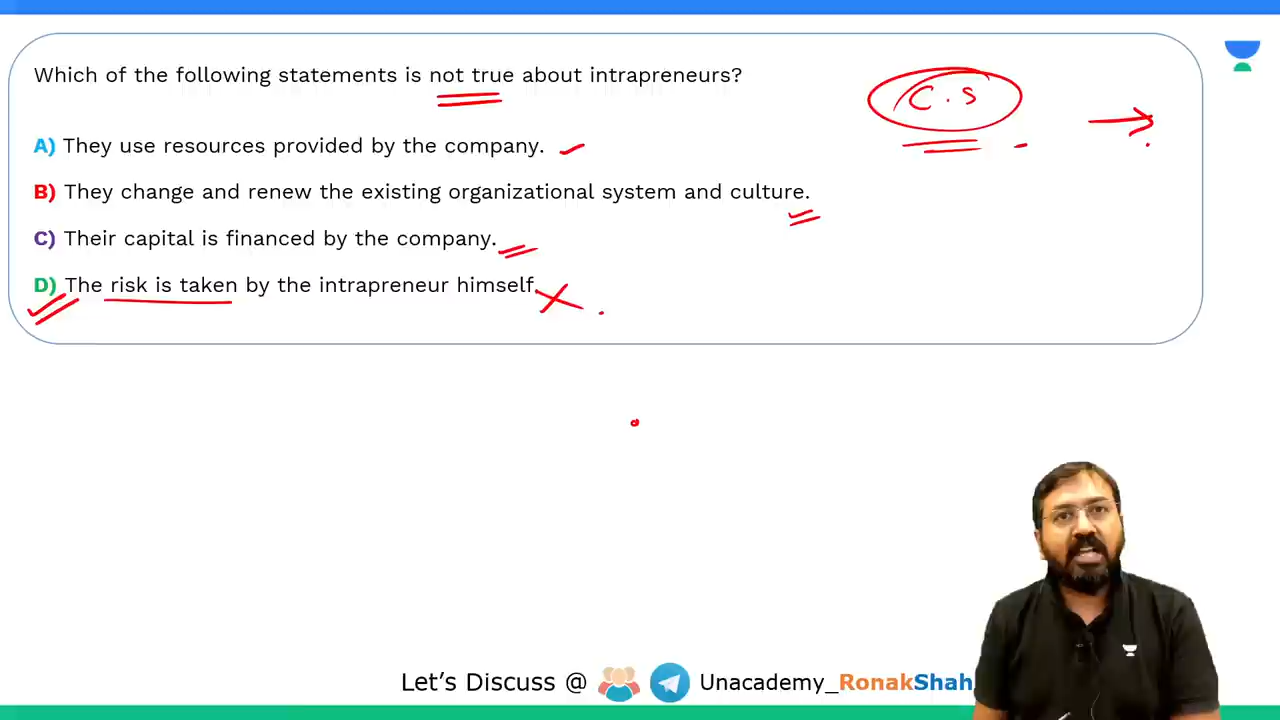 Which of the following statements is not true about intrapreneurs?
C.S
A) They use resources provided by the company.
B) They change and renew the existing organizational system and culture.
C) Their capital is financed by the company.
D) The risk is taken by the intrapreneur himself.
Let's Discuss @ Unacademy_RonakShah